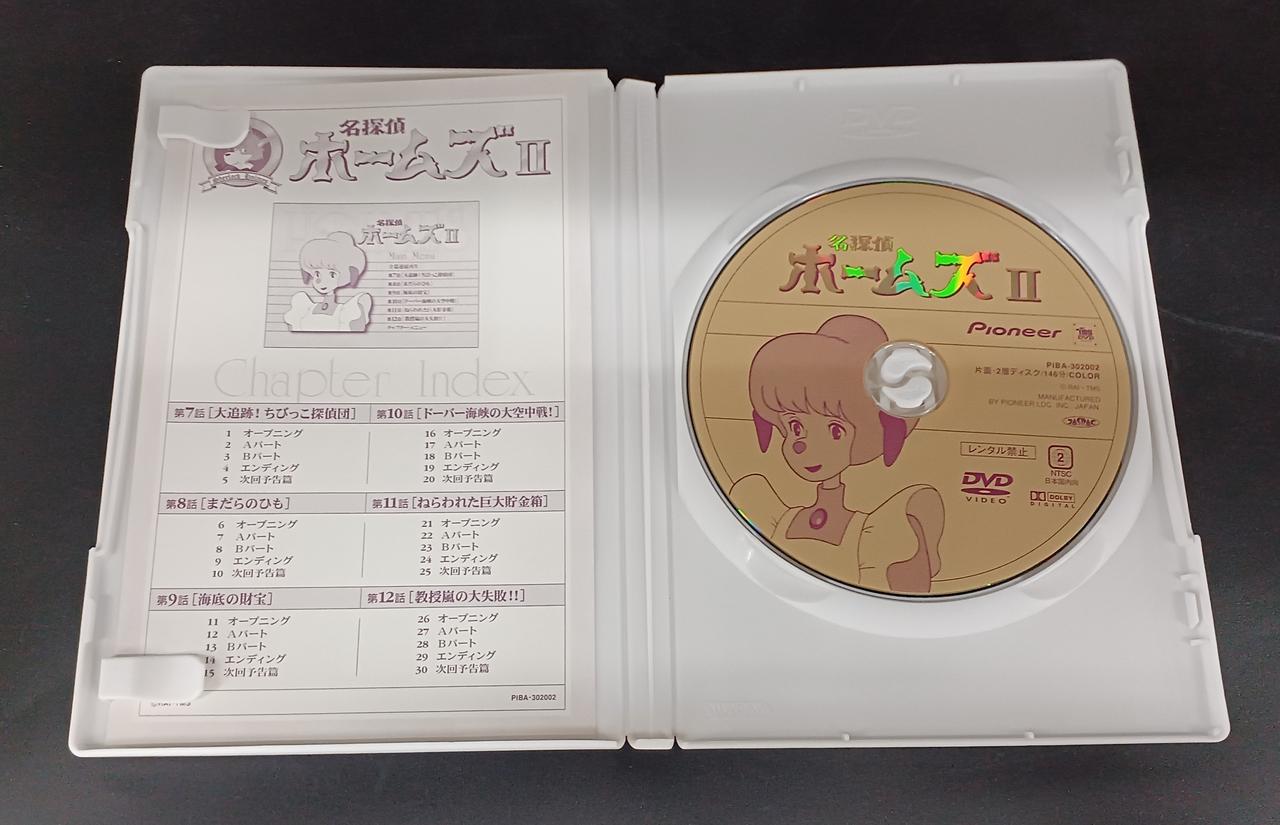 名探偵
ホームズ II
Sherlock Holmes
名探偵
ホームズ II
Main Menu
Chapter Index
第7話 [大追跡! ちびっこ探偵団]
1 オープニング
2 Aパート
3 Bパート
4 エンディング
5 次回予告篇
第8話 [まだらのひも]
6 オープニング
7 Aパート
8 Bパート
9 エンディング
10 次回予告篇
第9話 [海底の財宝]
11 オープニング
12 Aパート
13 Bパート
14 エンディング
15 次回予告篇
第10話 [ドーバー海峡の大空中戦!]
16 オープニング
17 Aパート
18 Bパート
19 エンディング
20 次回予告篇
第11話 [ねらわれた巨大貯金箱]
21 オープニング
22 Aパート
23 Bパート
24 エンディング
25 次回予告篇
第12話 [教授嵐の大失敗!!]
26 オープニング
27 Aパート
28 Bパート
29 エンディング
30 次回予告篇
©RAI・TMS
PIBA-302002
DVD
名探偵
ホームズ II
Pioneer
PIBA-302002
片面・2層ディスク/146分/COLOR
©RAI・TMS
MANUFACTURED
BY PIONEER LDC, INC. JAPAN
JASRAC
レンタル禁止
2
NTSC
日本国内向
DVD
VIDEO
DOLBY
DIGITAL